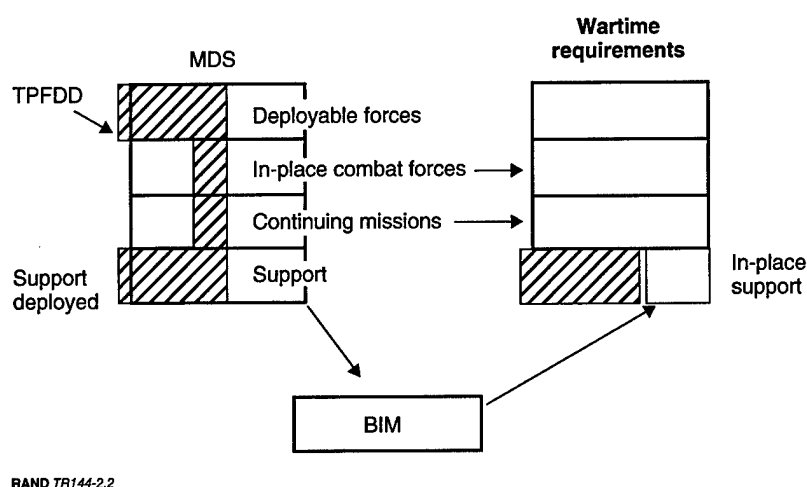 MDS
Wartime
requirements
TPFDD
Deployable forces
In-place combat forces
Continuing missions
Support
deployed
Support
In-place
support
BIM
RAND TR144-2.2